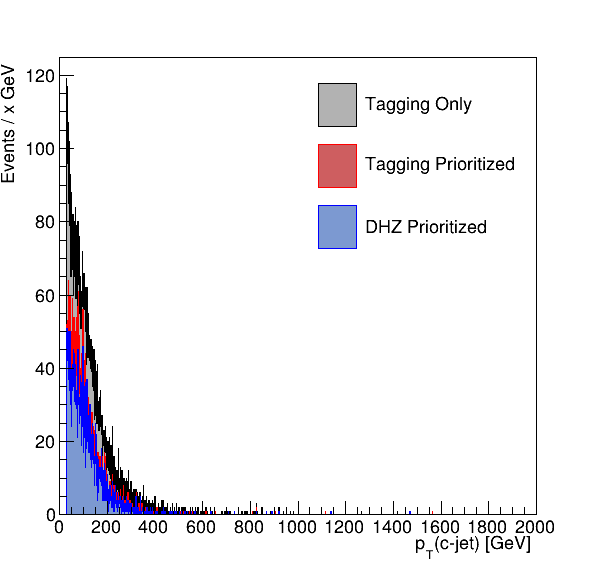 Events / x GeV
120
100
80
60
40
20
0
Tagging Only
Tagging Prioritized
DHZ Prioritized
0 200 400 600 800 1000 1200 1400 1600 1800 2000
p_T(c-jet) [GeV]